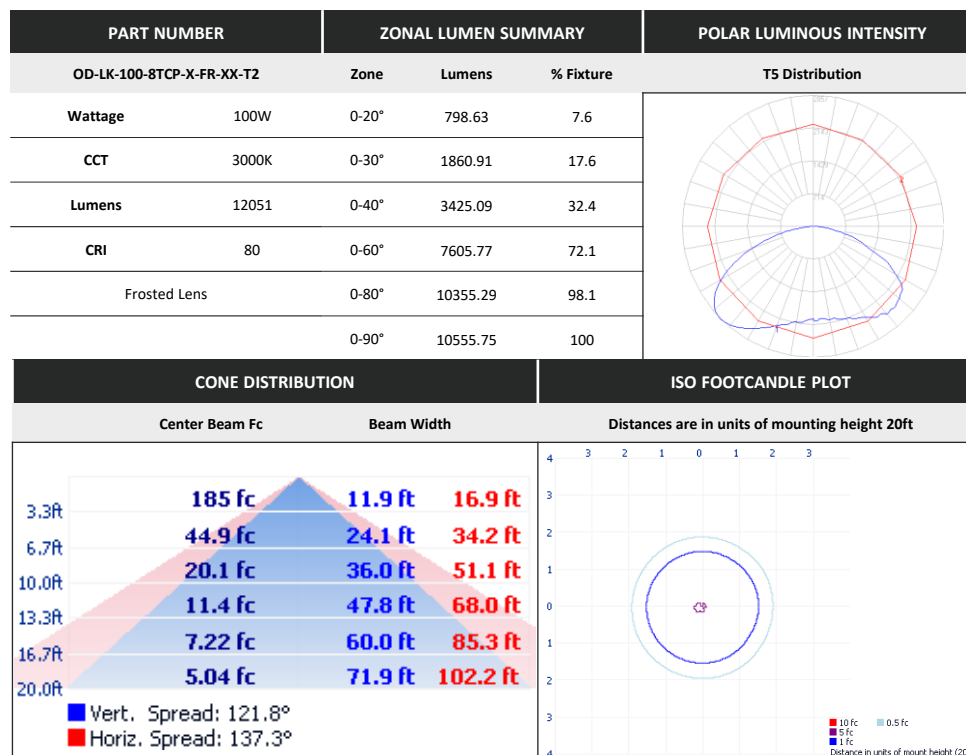 PART NUMBER ZONAL LUMEN SUMMARY POLAR LUMINOUS INTENSITY
OD-LK-100-8TCP-X-FR-XX-T2 Zone Lumens % Fixture T5 Distribution
Wattage 100W 0-20° 798.63 7.6
CCT 3000K 0-30° 1860.91 17.6
Lumens 12051 0-40° 3425.09 32.4
CRI 80 0-60° 7605.77 72.1
Frosted Lens 0-80° 10355.29 98.1
0-90° 10555.75 100
CONE DISTRIBUTION ISO FOOTCANDLE PLOT
Center Beam Fc Beam Width Distances are in units of mounting height 20ft
185 fc 11.9 ft 16.9 ft
3.3ft
44.9 fc 24.1 ft 34.2 ft
6.7ft
20.1 fc 36.0 ft 51.1 ft
10.0ft
11.4 fc 47.8 ft 68.0 ft
13.3ft
7.22 fc 60.0 ft 85.3 ft
16.7ft
5.04 fc 71.9 ft 102.2 ft
20.0ft
Vert. Spread: 121.8°
Horiz. Spread: 137.3°
3 2 1 0 1 2 3
4
3
2
1
0
1
2
3
4
10 fc 0.5 fc
5 fc
1 fc
Distance in units of mount height (20